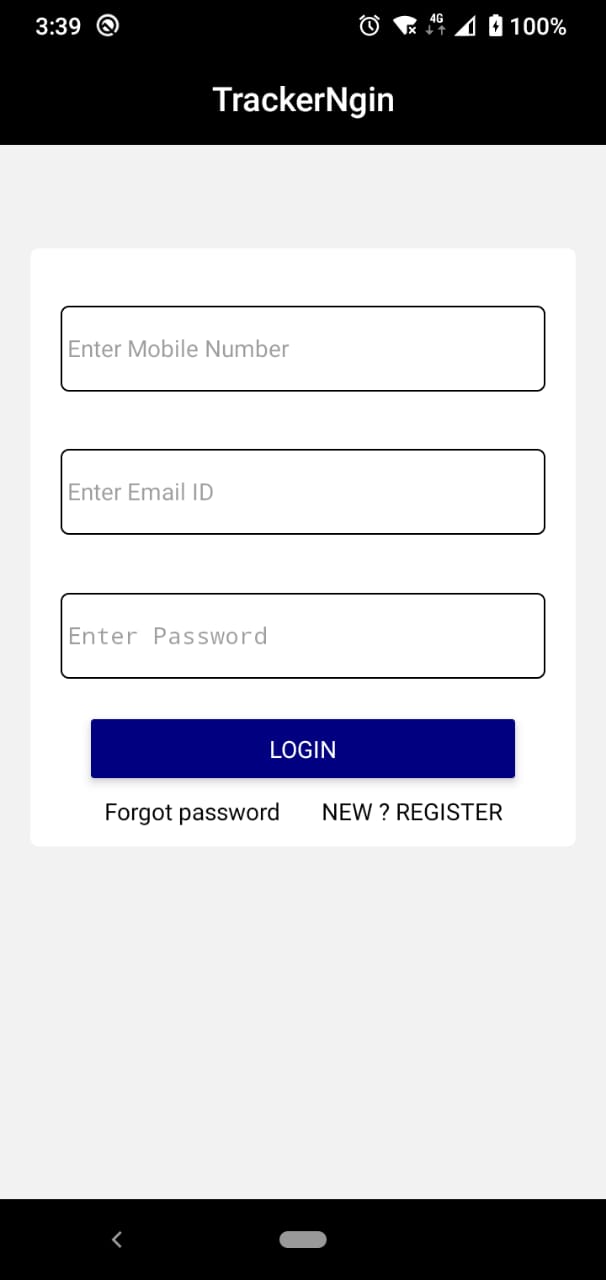 3:39 4G 100%
TrackerNgin
Enter Mobile Number
Enter Email ID
Enter Password
LOGIN
Forgot password NEW ? REGISTER